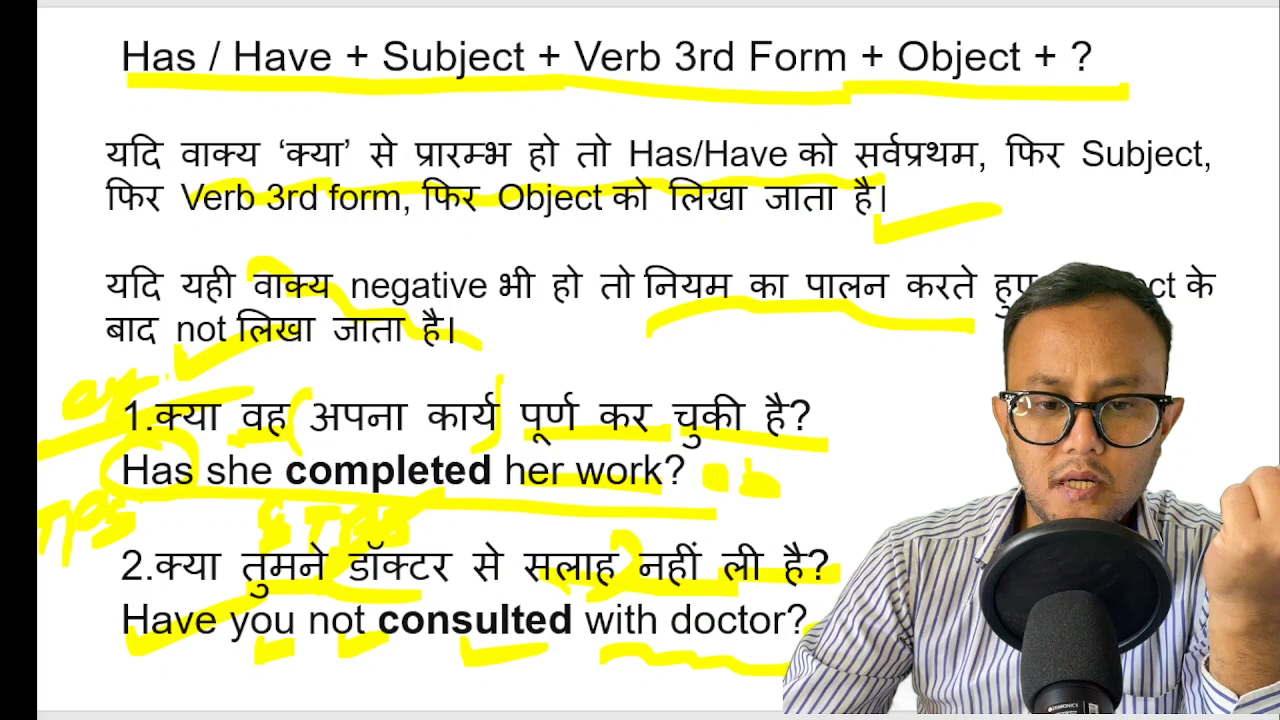 Has / Have + Subject + Verb 3rd Form + Object + ?
यदि वाक्य ‘क्या’ से प्रारम्भ हो तो Has/Have को सर्वप्रथम, फिर Subject,
फिर Verb 3rd form, फिर Object को लिखा जाता है।
यदि यही वाक्य negative भी हो तो नियम का पालन करते हुए के
बाद not लिखा जाता है।
1.क्या वह अपना कार्य पूर्ण कर चुकी है?
Has she completed her work?
2.क्या तुमने डॉक्टर से सलाह नहीं ली है?
Have you not consulted with doctor?